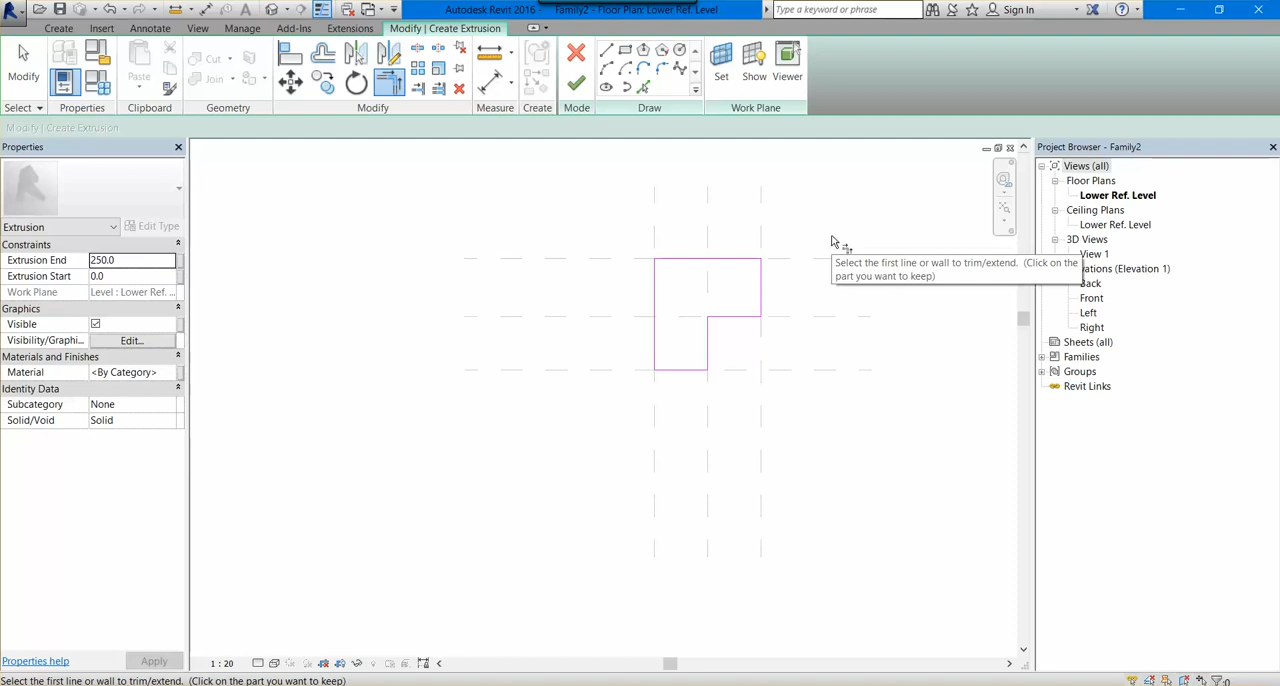 Autodesk Revit 2016 - Family2 - Floor Plan: Lower Ref. Level
Type a keyword or phrase
Sign In
Create
Insert
Annotate
View
Manage
Add-Ins
Extensions
Modify | Create Extrusion
Modify
Paste
Cut
Join
Set
Show
Viewer
Select
Properties
Clipboard
Geometry
Modify
Measure
Create
Mode
Draw
Work Plane
Modify | Create Extrusion
Properties
Extrusion
Edit Type
Constraints
Extrusion End 250.0
Extrusion Start 0.0
Work Plane Level : Lower Ref. ...
Graphics
Visible
Visibility/Graphi... Edit...
Materials and Finishes
Material <By Category>
Identity Data
Subcategory None
Solid/Void Solid
Properties help
Apply
Select the first line or wall to trim/extend. (Click on the
part you want to keep)
1 : 20
Project Browser - Family2
Views (all)
Floor Plans
Lower Ref. Level
Ceiling Plans
Lower Ref. Level
3D Views
View 1
vations (Elevation 1)
Back
Front
Left
Right
Sheets (all)
Families
Groups
Revit Links
Select the first line or wall to trim/extend. (Click on the part you want to keep)
:0